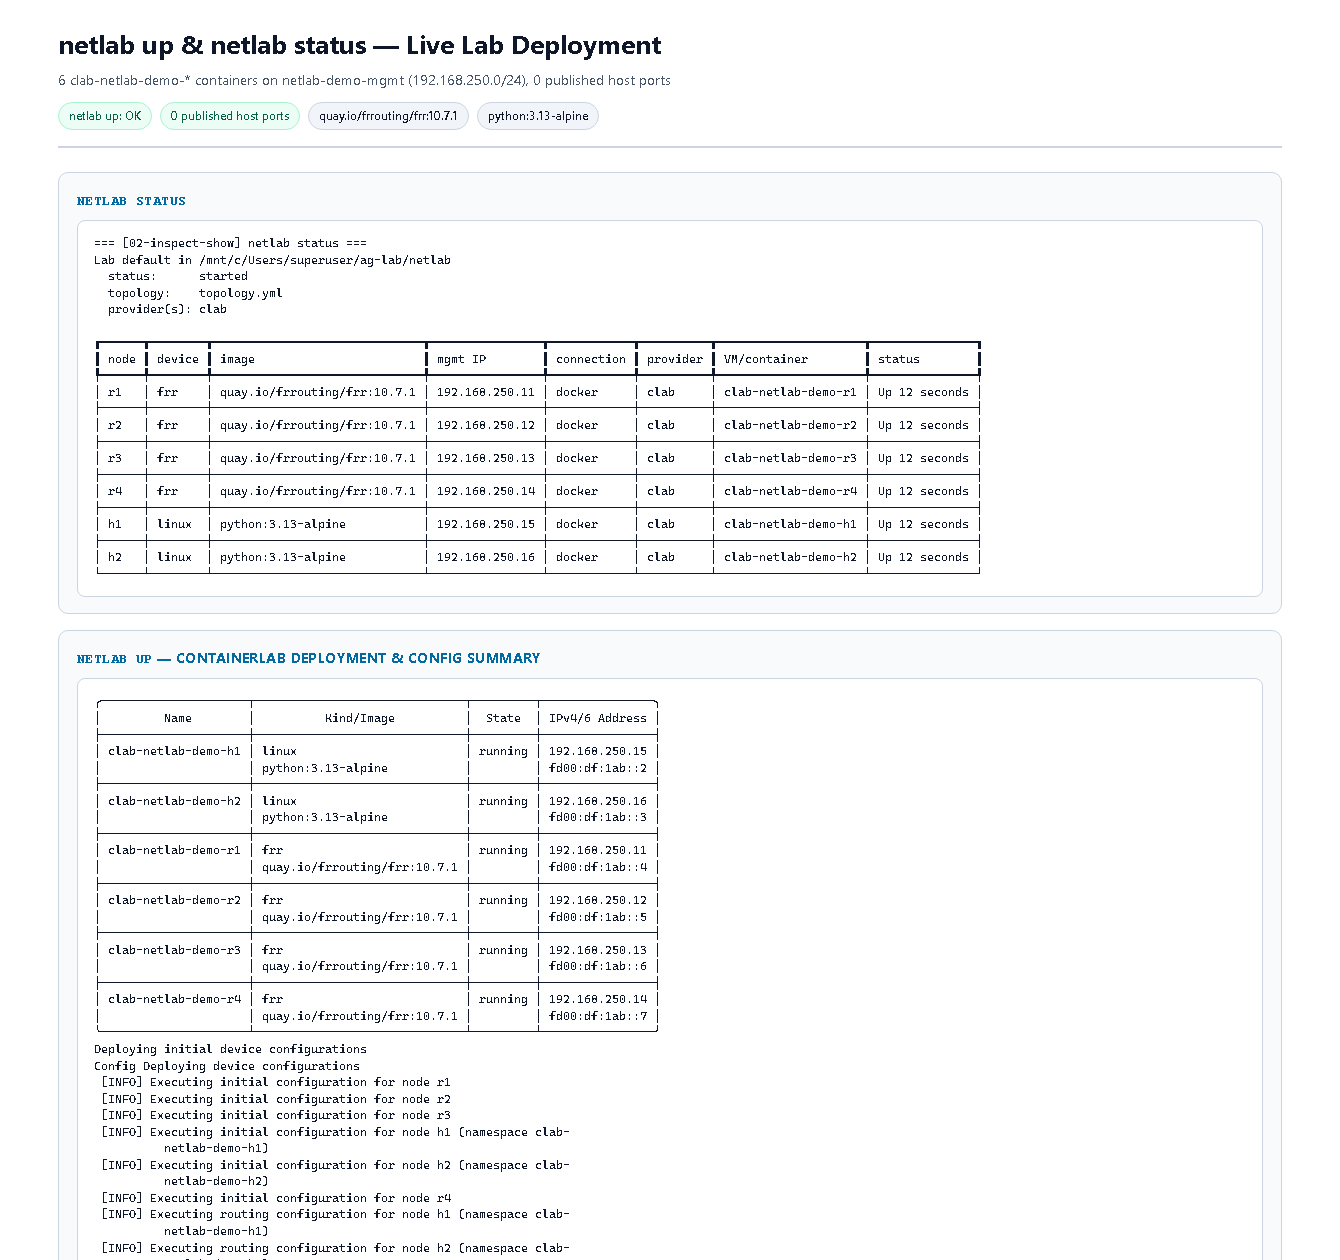 netlab up & netlab status — Live Lab Deployment
6 clab-netlab-demo-* containers on netlab-demo-mgmt (192.168.250.0/24), 0 published host ports
netlab up: OK 0 published host ports quay.io/frrouting/frr:10.7.1 python:3.13-alpine
NETLAB STATUS
=== [02-inspect-show] netlab status ===
Lab default in /mnt/c/Users/superuser/ag-lab/netlab
status: started
topology: topology.yml
provider(s): clab
node device image mgmt IP connection provider VM/container status
r1 frr quay.io/frrouting/frr:10.7.1 192.168.250.11 docker clab clab-netlab-demo-r1 Up 12 seconds
r2 frr quay.io/frrouting/frr:10.7.1 192.168.250.12 docker clab clab-netlab-demo-r2 Up 12 seconds
r3 frr quay.io/frrouting/frr:10.7.1 192.168.250.13 docker clab clab-netlab-demo-r3 Up 12 seconds
r4 frr quay.io/frrouting/frr:10.7.1 192.168.250.14 docker clab clab-netlab-demo-r4 Up 12 seconds
h1 linux python:3.13-alpine 192.168.250.15 docker clab clab-netlab-demo-h1 Up 12 seconds
h2 linux python:3.13-alpine 192.168.250.16 docker clab clab-netlab-demo-h2 Up 12 seconds
NETLAB UP — CONTAINERLAB DEPLOYMENT & CONFIG SUMMARY
Name Kind/Image State IPv4/6 Address
clab-netlab-demo-h1 linux running 192.168.250.15
python:3.13-alpine fd00:df:1ab::2
clab-netlab-demo-h2 linux running 192.168.250.16
python:3.13-alpine fd00:df:1ab::3
clab-netlab-demo-r1 frr running 192.168.250.11
quay.io/frrouting/frr:10.7.1 fd00:df:1ab::4
clab-netlab-demo-r2 frr running 192.168.250.12
quay.io/frrouting/frr:10.7.1 fd00:df:1ab::5
clab-netlab-demo-r3 frr running 192.168.250.13
quay.io/frrouting/frr:10.7.1 fd00:df:1ab::6
clab-netlab-demo-r4 frr running 192.168.250.14
quay.io/frrouting/frr:10.7.1 fd00:df:1ab::7
Deploying initial device configurations
Config Deploying device configurations
[INFO] Executing initial configuration for node r1
[INFO] Executing initial configuration for node r2
[INFO] Executing initial configuration for node r3
[INFO] Executing initial configuration for node h1 (namespace clab-
netlab-demo-h1)
[INFO] Executing initial configuration for node h2 (namespace clab-
netlab-demo-h2)
[INFO] Executing initial configuration for node r4
[INFO] Executing routing configuration for node h1 (namespace clab-
netlab-demo-h1)
[INFO] Executing routing configuration for node h2 (namespace clab-